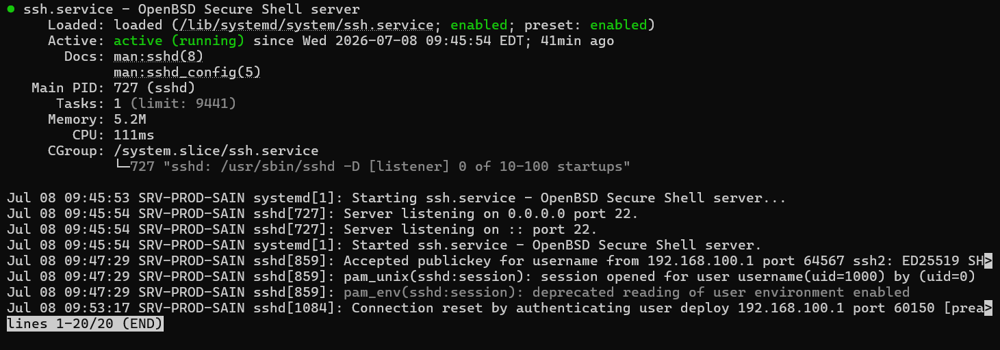 ● ssh.service - OpenBSD Secure Shell server
     Loaded: loaded (/lib/systemd/system/ssh.service; enabled; preset: enabled)
     Active: active (running) since Wed 2026-07-08 09:45:54 EDT; 41min ago
       Docs: man:sshd(8)
             man:sshd_config(5)
   Main PID: 727 (sshd)
      Tasks: 1 (limit: 9441)
     Memory: 5.2M
        CPU: 111ms
     CGroup: /system.slice/ssh.service
             └─727 "sshd: /usr/sbin/sshd -D [listener] 0 of 10-100 startups"

Jul 08 09:45:53 SRV-PROD-SAIN systemd[1]: Starting ssh.service - OpenBSD Secure Shell server...
Jul 08 09:45:54 SRV-PROD-SAIN sshd[727]: Server listening on 0.0.0.0 port 22.
Jul 08 09:45:54 SRV-PROD-SAIN sshd[727]: Server listening on :: port 22.
Jul 08 09:45:54 SRV-PROD-SAIN systemd[1]: Started ssh.service - OpenBSD Secure Shell server.
Jul 08 09:47:29 SRV-PROD-SAIN sshd[859]: Accepted publickey for username from 192.168.100.1 port 64567 ssh2: ED25519 SH>
Jul 08 09:47:29 SRV-PROD-SAIN sshd[859]: pam_unix(sshd:session): session opened for user username(uid=1000) by (uid=0)
Jul 08 09:47:29 SRV-PROD-SAIN sshd[859]: pam_env(sshd:session): deprecated reading of user environment enabled
Jul 08 09:53:17 SRV-PROD-SAIN sshd[1084]: Connection reset by authenticating user deploy 192.168.100.1 port 60150 [prea>
lines 1-20/20 (END)